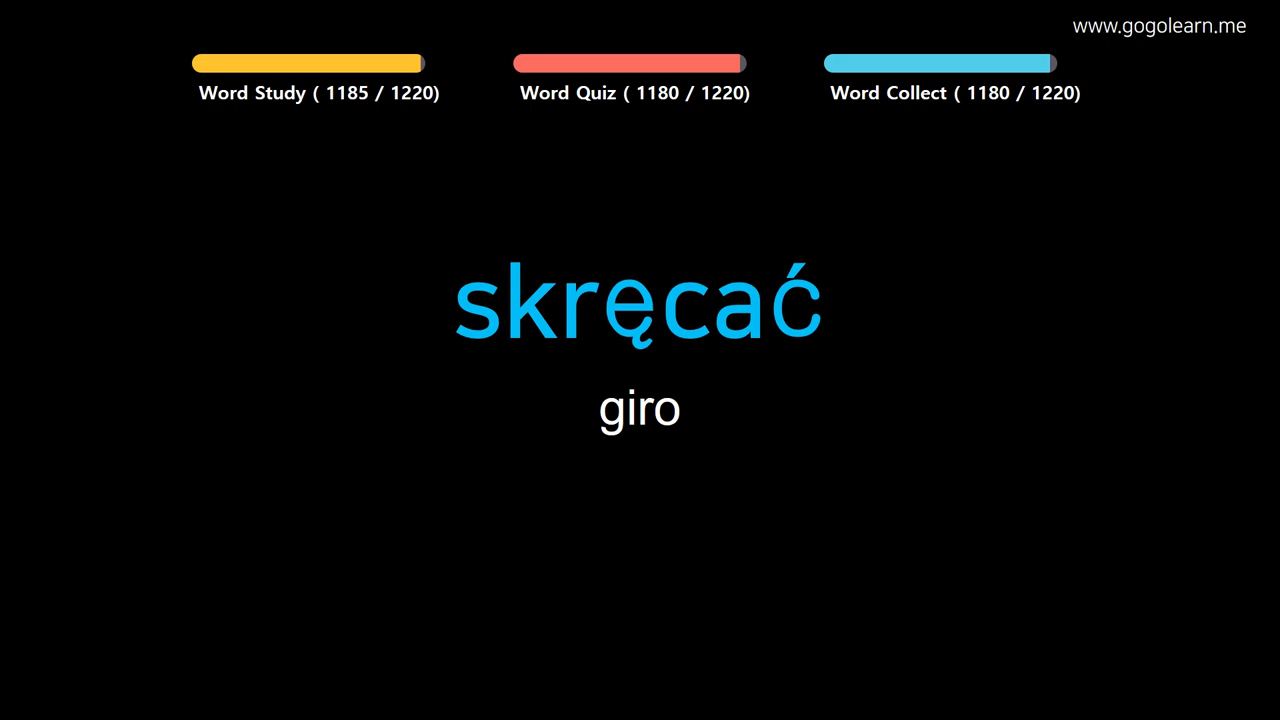 www.gogolearn.me
Word Study ( 1185 / 1220)
Word Quiz ( 1180 / 1220)
Word Collect ( 1180 / 1220)
skręcać
giro